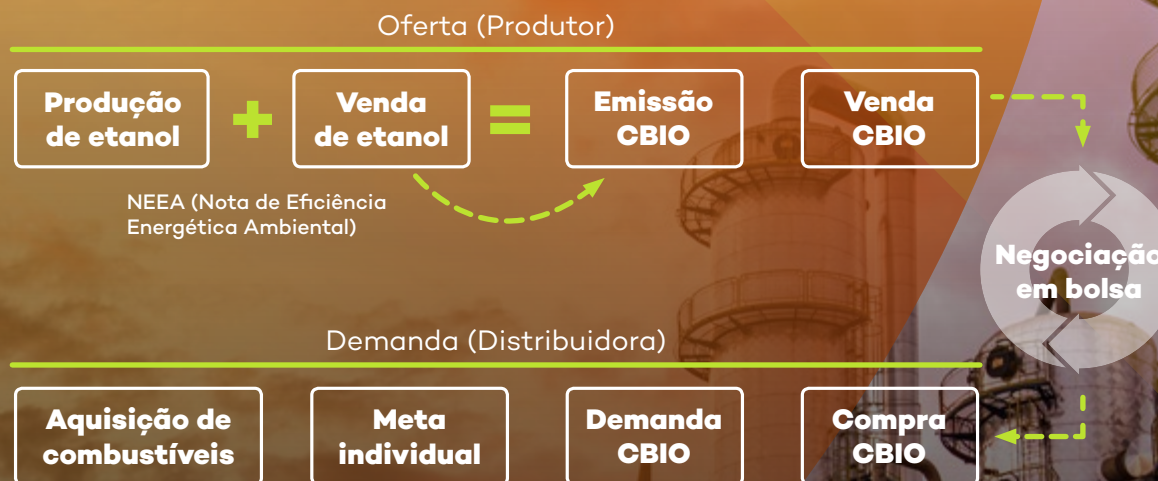 Oferta (Produtor)
Produção
de etanol
+
Venda
de etanol
=
Emissão
CBIO
Venda
CBIO
NEEA (Nota de Eficiência
Energética Ambiental)
Negociação
em bolsa
Demanda (Distribuidora)
Aquisição de
combustíveis
Meta
individual
Demanda
CBIO
Compra
CBIO